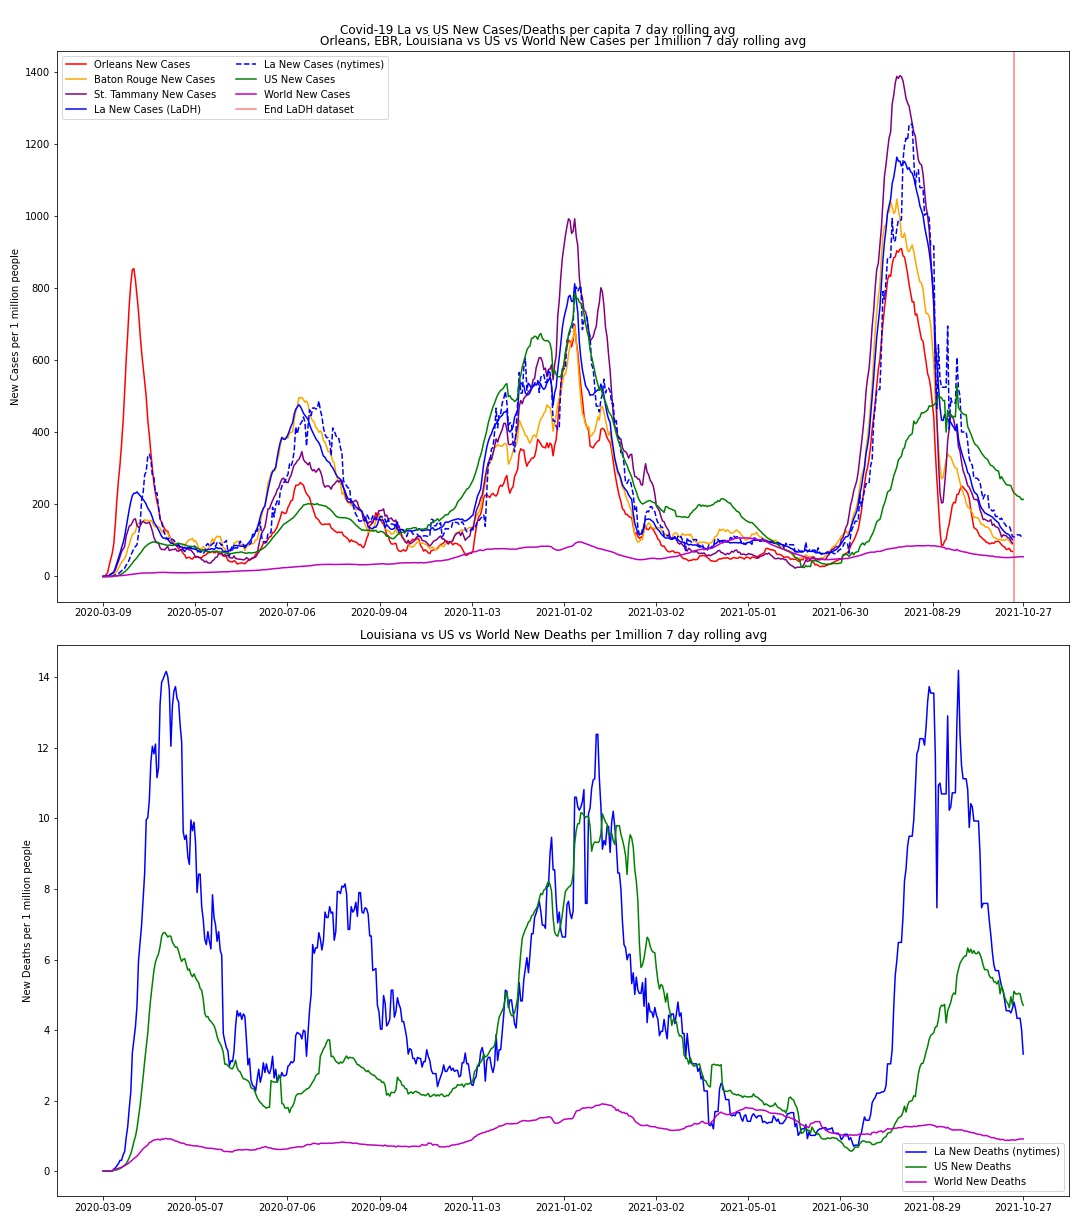 Covid-19 La vs US New Cases/Deaths per capita 7 day rolling avg
Orleans, EBR, Louisiana vs US vs World New Cases per 1million 7 day rolling avg
Orleans New Cases
Baton Rouge New Cases
St. Tammany New Cases
La New Cases (LaDH)
La New Cases (nytimes)
US New Cases
World New Cases
End LaDH dataset
New Cases per 1 million people
1400
1200
1000
800
600
400
200
0
2020-03-09 2020-05-07 2020-07-06 2020-09-04 2020-11-03 2021-01-02 2021-03-02 2021-05-01 2021-06-30 2021-08-29 2021-10-27
Louisiana vs US vs World New Deaths per 1million 7 day rolling avg
New Deaths per 1 million people
14
12
10
8
6
4
2
0
La New Deaths (nytimes)
US New Deaths
World New Deaths
2020-03-09 2020-05-07 2020-07-06 2020-09-04 2020-11-03 2021-01-02 2021-03-02 2021-05-01 2021-06-30 2021-08-29 2021-10-27